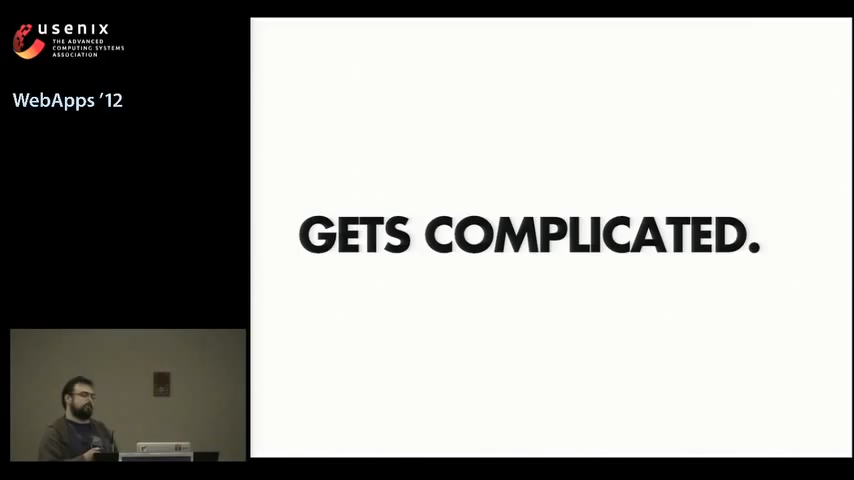 usenix
THE ADVANCED
COMPUTING SYSTEMS
ASSOCIATION
WebApps ’12
GETS COMPLICATED.